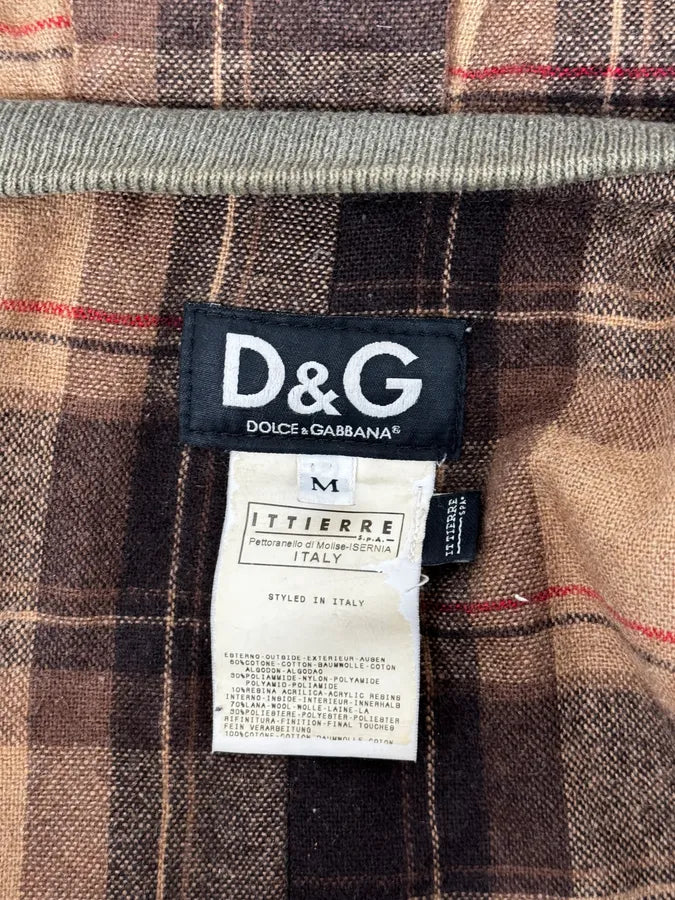 D&G
DOLCE & GABBANA®
M
ITTIERRE
S.p.A.
Pettoranello di Molise-ISERNIA
ITALY
ITTIERRE
SPA
STYLED IN ITALY
ESTERNO-OUTSIDE-EXTERIEUR-AUßEN
60%COTONE-COTTON-BAUMWOLLE-COTON
ALGODON-ALGODAO
30%POLIAMMIDE-NYLON-POLYAMIDE
POLYAMID-POLIAMIDE
10%RESINA ACRILICA-ACRYLIC RESINS
INTERNO-INSIDE-INTERIEUR-INNERHALB
70%LANA-WOOL-WOLLE-LAINE-LA
30%POLIESTERE-POLYESTER-POLIESTER
RIFINITURA-FINITION-FINAL TOUCHES
FEIN VERARBEITUNG
100%COTONE-COTTON BAUMWOLLE COTON